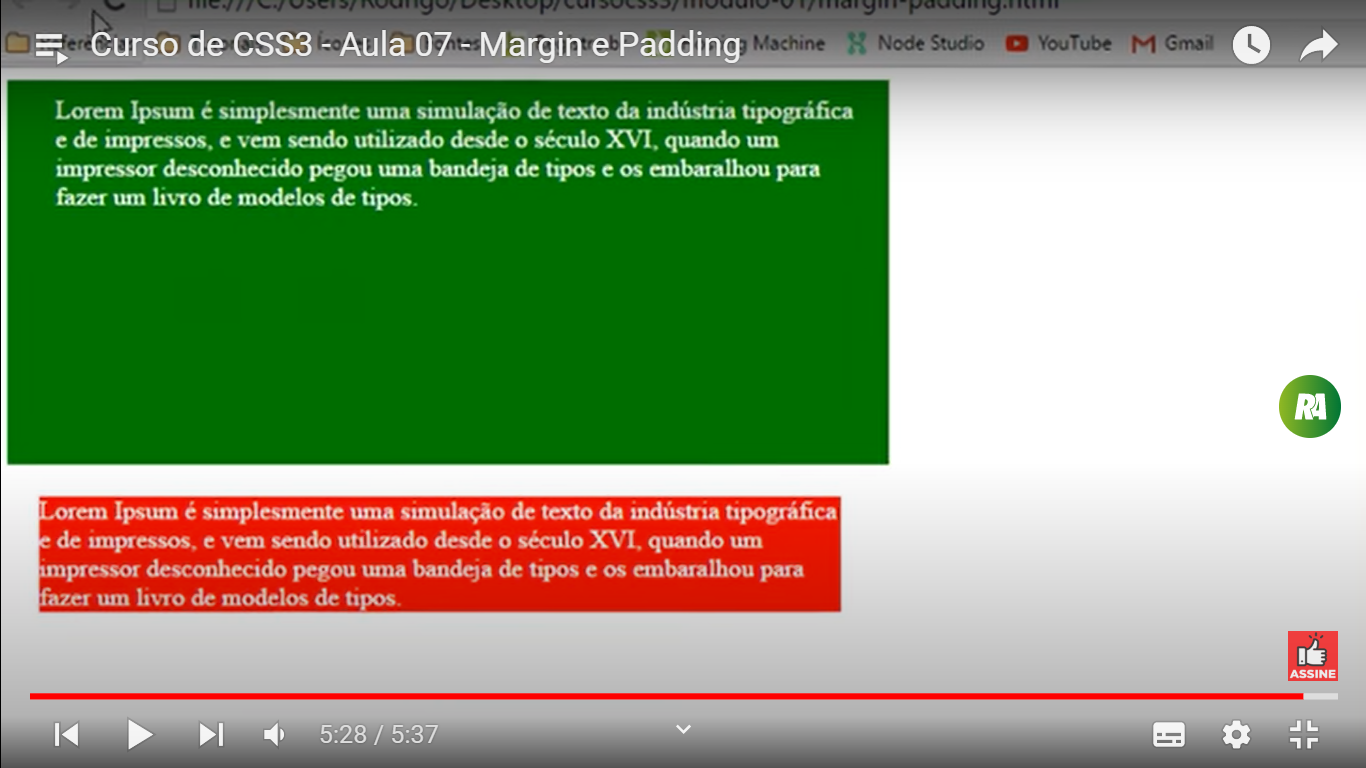 file:///C:/Users/Rodrigo/Desktop/cursocss3/modulo-01/margin-padding.html
Curso de CSS3 - Aula 07 - Margin e Padding
Machine
Node Studio
YouTube
Gmail
Lorem Ipsum é simplesmente uma simulação de texto da indústria tipográfica
e de impressos, e vem sendo utilizado desde o século XVI, quando um
impressor desconhecido pegou uma bandeja de tipos e os embaralhou para
fazer um livro de modelos de tipos.
RA
Lorem Ipsum é simplesmente uma simulação de texto da indústria tipográfica
e de impressos, e vem sendo utilizado desde o século XVI, quando um
impressor desconhecido pegou uma bandeja de tipos e os embaralhou para
fazer um livro de modelos de tipos.
ASSINE
5:28 / 5:37